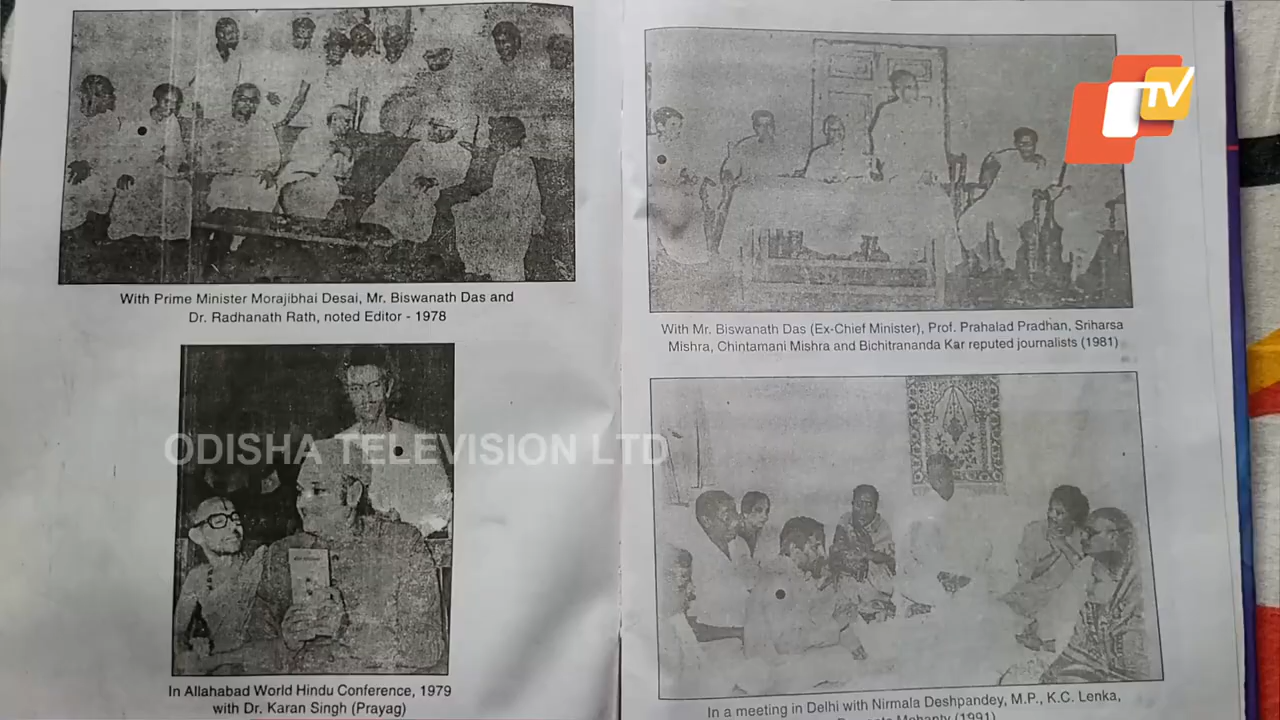 With Prime Minister Morajibhai Desai, Mr. Biswanath Das and
Dr. Radhanath Rath, noted Editor - 1978
In Allahabad World Hindu Conference, 1979
with Dr. Karan Singh (Prayag)
With Mr. Biswanath Das (Ex-Chief Minister), Prof. Prahalad Pradhan, Sriharsa
Mishra, Chintamani Mishra and Bichitrananda Kar reputed journalists (1981)
In a meeting in Delhi with Nirmala Deshpandey, M.P., K.C. Lenka,
Mohanty (1991)
ODISHA TELEVISION LTD
TV